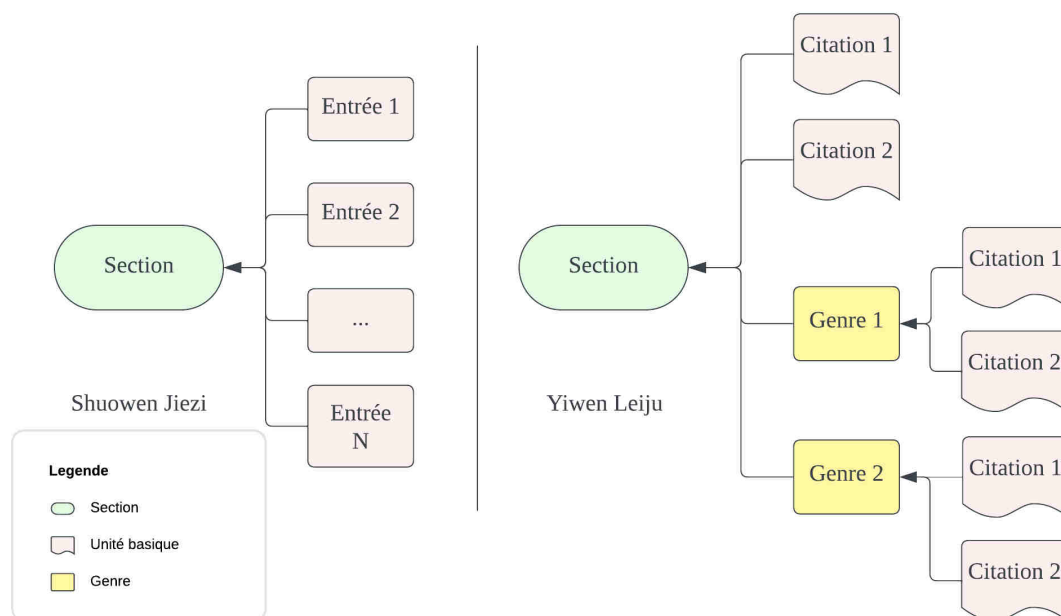 Entrée 1
Entrée 2
Section
...
Entrée
N
Shuowen Jiezi
Legende
Section
Unité basique
Genre
Citation 1
Citation 2
Section
Genre 1
Citation 1
Citation 2
Yiwen Leiju
Genre 2
Citation 1
Citation 2